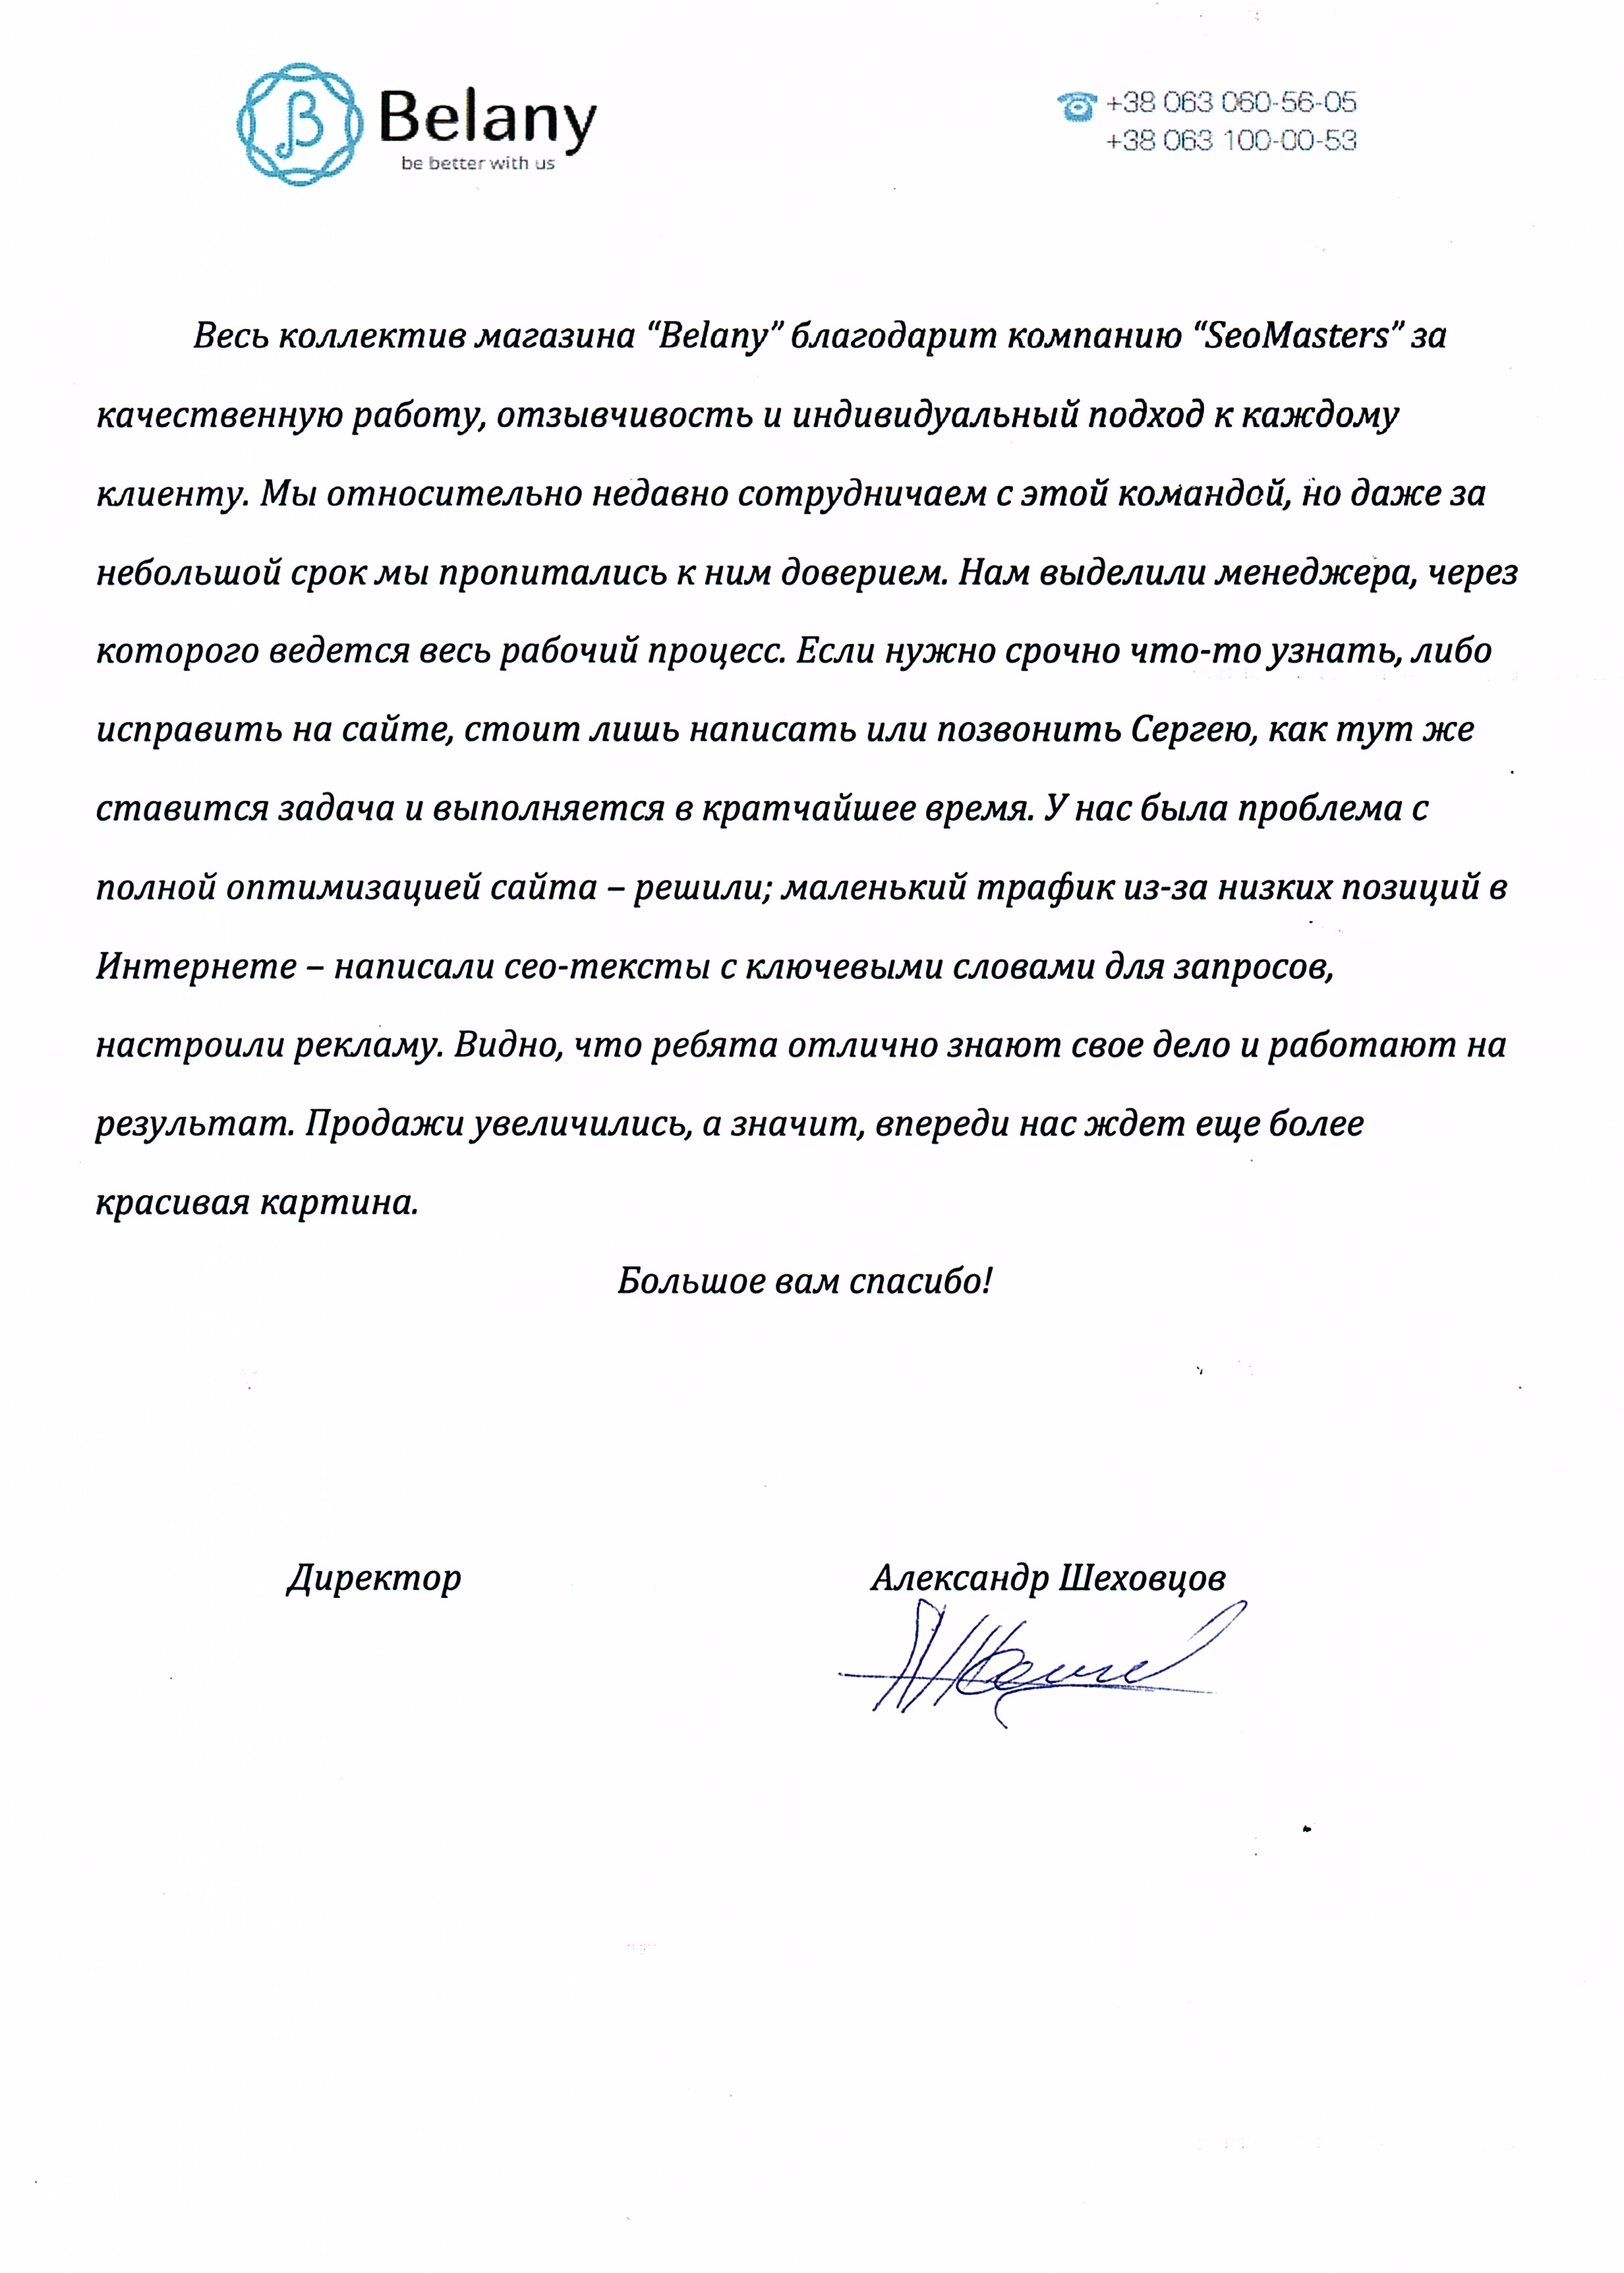 Belany
be better with us
+38 063 060-56-05
+38 063 100-00-53
Весь коллектив магазина “Belany” благодарит компанию “SeoMasters” за
качественную работу, отзывчивость и индивидуальный подход к каждому
клиенту. Мы относительно недавно сотрудничаем с этой командой, но даже за
небольшой срок мы пропитались к ним доверием. Нам выделили менеджера, через
которого ведется весь рабочий процесс. Если нужно срочно что-то узнать, либо
исправить на сайте, стоит лишь написать или позвонить Сергею, как тут же
ставится задача и выполняется в кратчайшее время. У нас была проблема с
полной оптимизацией сайта – решили; маленький трафик из-за низких позиций в
Интернете – написали сео-тексты с ключевыми словами для запросов,
настроили рекламу. Видно, что ребята отлично знают свое дело и работают на
результат. Продажи увеличились, а значит, впереди нас ждет еще более
красивая картина.
Большое вам спасибо!
Директор
Александр Шеховцов